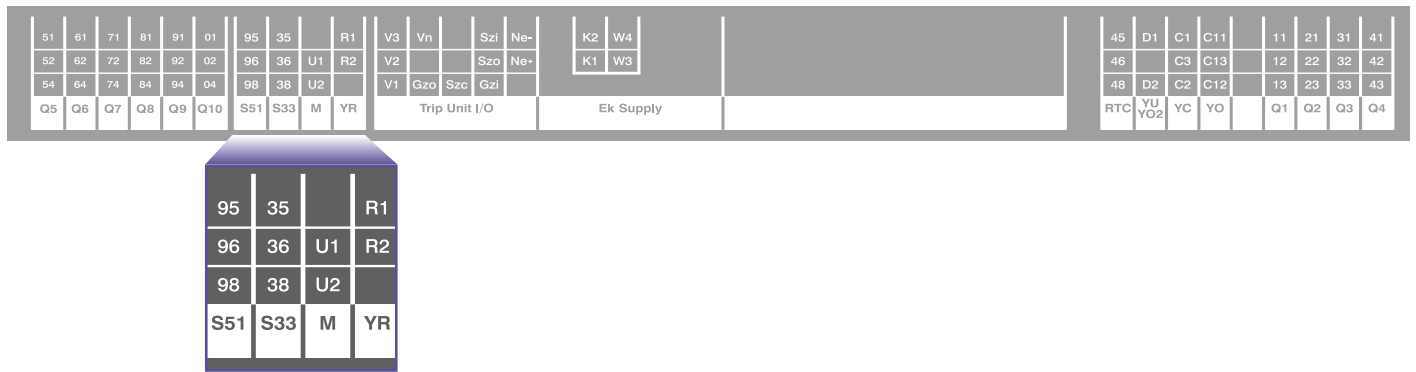 51 61 71 81 91 01 95 35 R1 V3 Vn Szi Ne- K2 W4 45 D1 C1 C11 11 21 31 41
52 62 72 82 92 02 96 36 U1 R2 V2 Szo Ne+ K1 W3 46 C3 C13 12 22 32 42
54 64 74 84 94 04 98 38 U2 V1 Gzo Szc Gzi 48 D2 C2 C12 13 23 33 43
Q5 Q6 Q7 Q8 Q9 Q10 S51 S33 M YR Trip Unit I/O Ek Supply RTC YU YC YO Q1 Q2 Q3 Q4
YO2
95 35 R1
96 36 U1 R2
98 38 U2
S51 S33 M YR